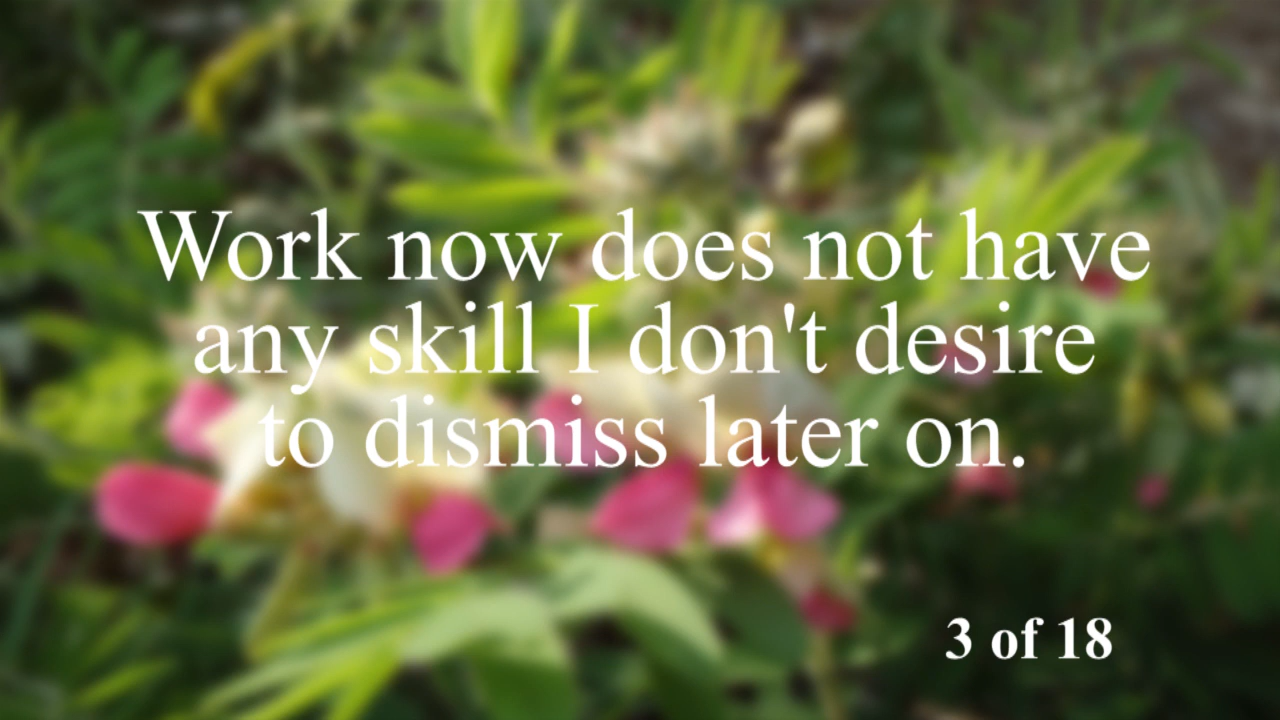 Work now does not have
any skill I don't desire
to dismiss later on.
3 of 18